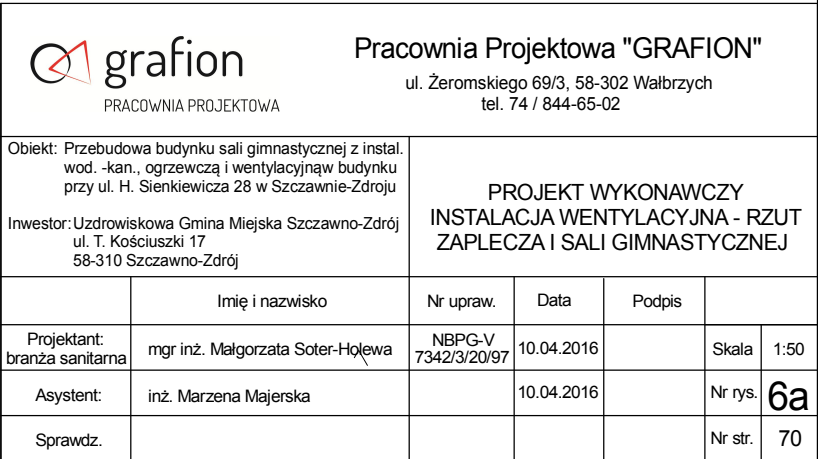 grafion
PRACOWNIA PROJEKTOWA
Pracownia Projektowa "GRAFION"
ul. Żeromskiego 69/3, 58-302 Wałbrzych
tel. 74 / 844-65-02
Obiekt: Przebudowa budynku sali gimnastycznej z instal.
wod. -kan., ogrzewczą i wentylacyjnąw budynku
przy ul. H. Sienkiewicza 28 w Szczawnie-Zdroju
Inwestor: Uzdrowiskowa Gmina Miejska Szczawno-Zdrój
ul. T. Kościuszki 17
58-310 Szczawno-Zdrój
PROJEKT WYKONAWCZY
INSTALACJA WENTYLACYJNA - RZUT
ZAPLECZA I SALI GIMNASTYCZNEJ
Imię i nazwisko Nr upraw. Data Podpis
Projektant:
branża sanitarna
mgr inż. Małgorzata Soter-Holewa
NBPG-V
7342/3/20/97
10.04.2016
Skala 1:50
Asystent: inż. Marzena Majerska 10.04.2016 Nr rys. 6a
Sprawdz. Nr str. 70